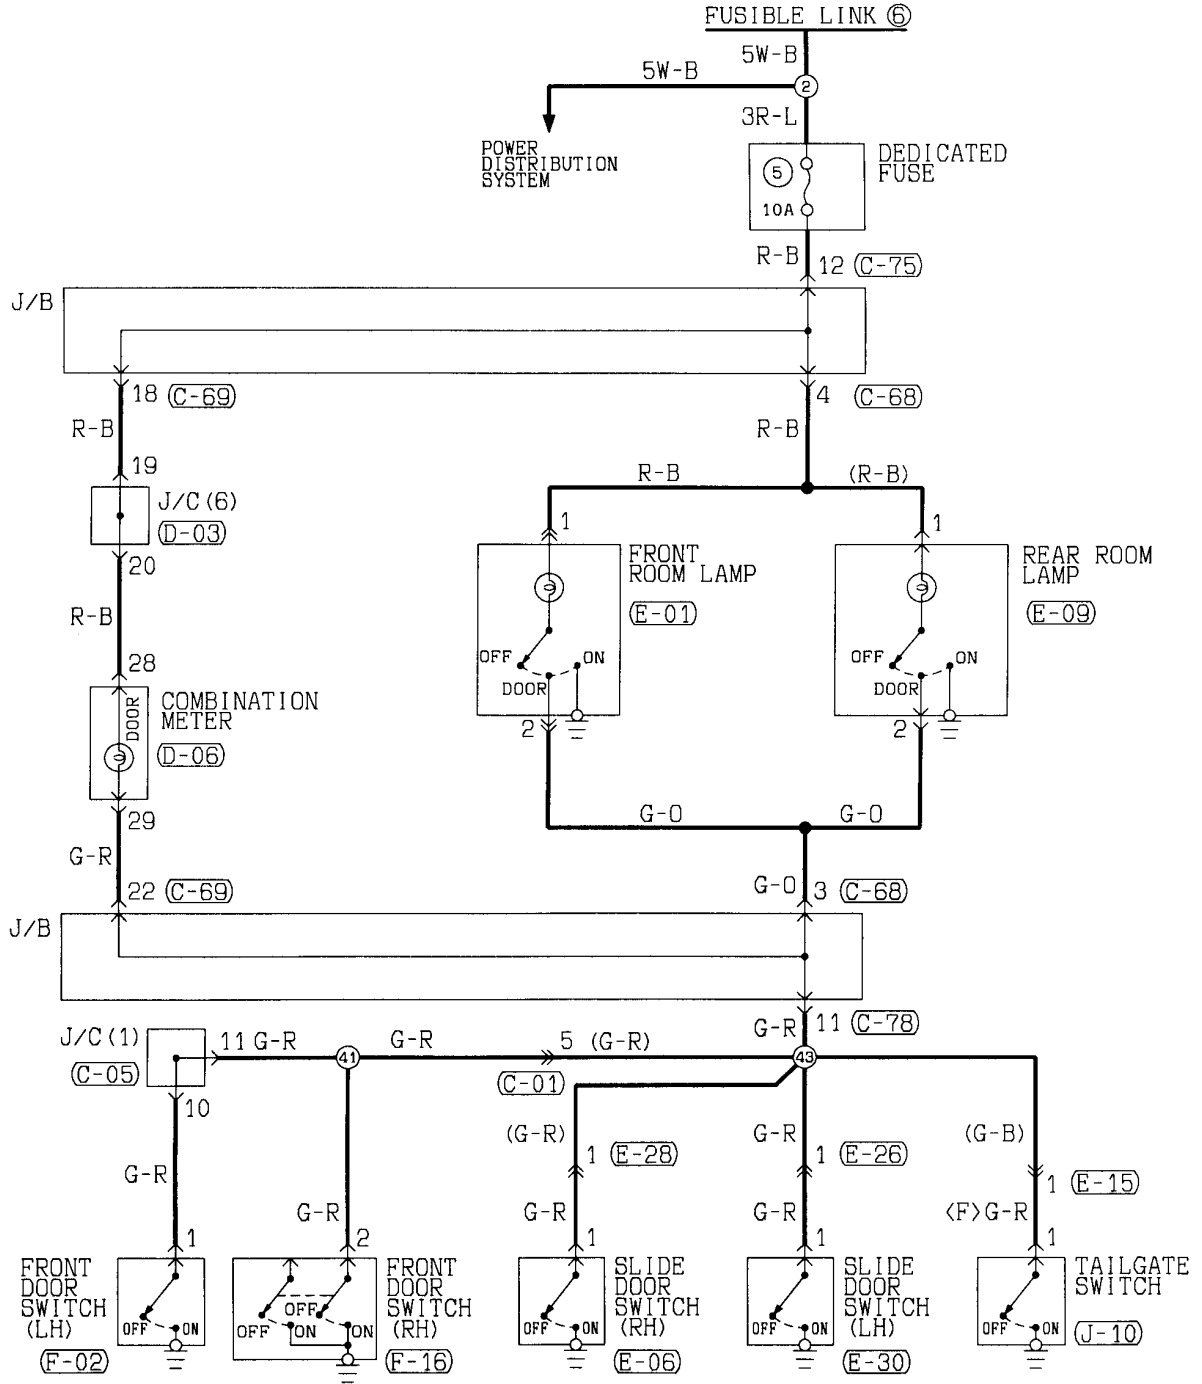 FUSIBLE LINK ⑥
5W-B
5W-B
2
3R-L
POWER
DISTRIBUTION
SYSTEM
DEDICATED
FUSE
5
10A
R-B
12 (C-75)
J/B
18 (C-69)
4 (C-68)
R-B
R-B
19
R-B
(R-B)
J/C(6)
(D-03)
1
1
20
FRONT
ROOM LAMP
(E-01)
REAR ROOM
LAMP
(E-09)
R-B
OFF
ON
DOOR
OFF
ON
DOOR
28
DOOR
COMBINATION
METER
(D-06)
2
2
29
G-O
G-O
G-R
22 (C-69)
G-O
3 (C-68)
J/B
G-R
11 (C-78)
J/C(1)
(C-05)
11 G-R
41
G-R
5 (G-R)
(C-01)
43
10
(G-R)
1 (E-28)
G-R
1 (E-26)
(G-B)
1 (E-15)
G-R
G-R
G-R
G-R
<F>G-R
1
2
1
1
1
FRONT
DOOR
SWITCH
(LH)
(F-02)
OFF
ON
OFF
OFF
ON
ON
FRONT
DOOR
SWITCH
(RH)
(F-16)
OFF
ON
SLIDE
DOOR
SWITCH
(RH)
(E-06)
OFF
ON
SLIDE
DOOR
SWITCH
(LH)
(E-30)
OFF
ON
TAILGATE
SWITCH
(J-10)